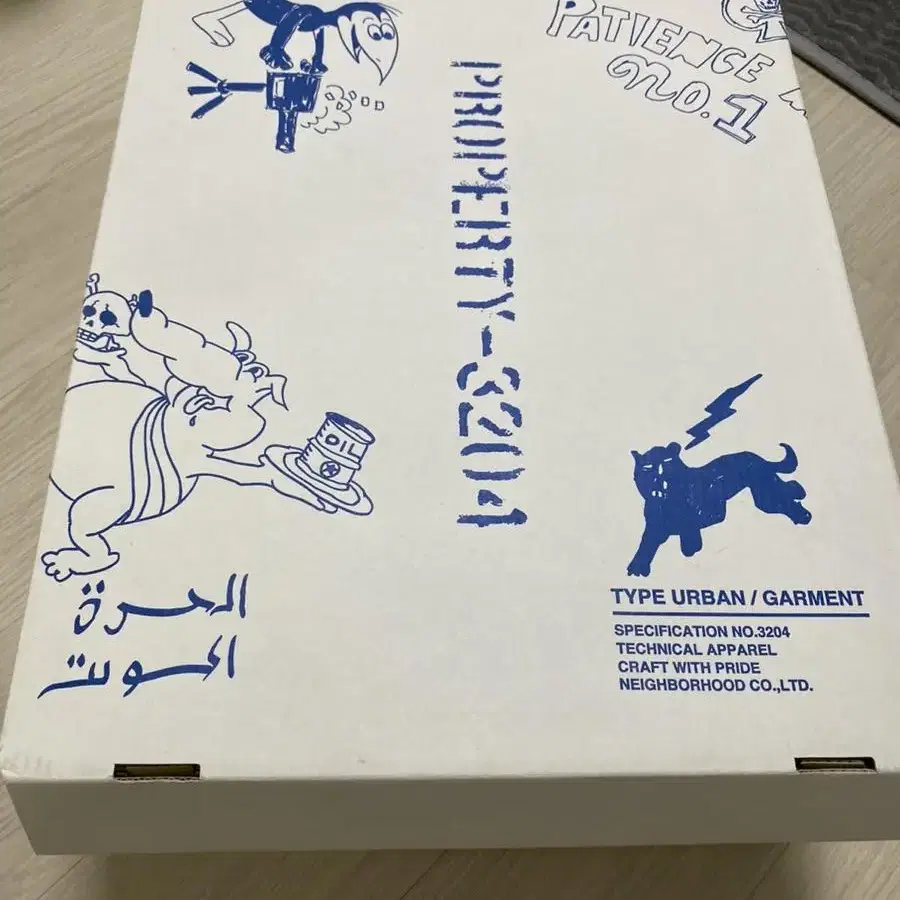 PATIENCE
no.1
PROPERTY-3204
OIL
الحرة
الموت
TYPE URBAN / GARMENT
SPECIFICATION NO.3204
TECHNICAL APPAREL
CRAFT WITH PRIDE
NEIGHBORHOOD CO.,LTD.